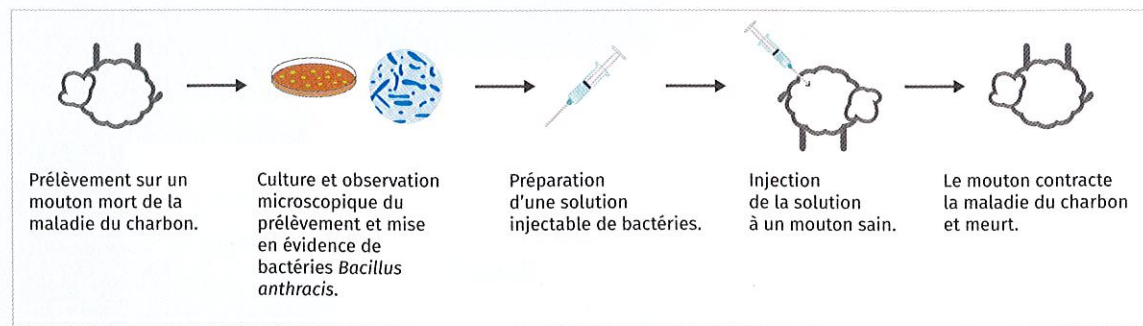 Prélèvement sur un
mouton mort de la
maladie du charbon.
Culture et observation
microscopique du
prélèvement et mise
en évidence de
bactéries Bacillus
anthracis.
Préparation
d'une solution
injectable de bactéries.
Injection
de la solution
à un mouton sain.
Le mouton contracte
la maladie du charbon
et meurt.